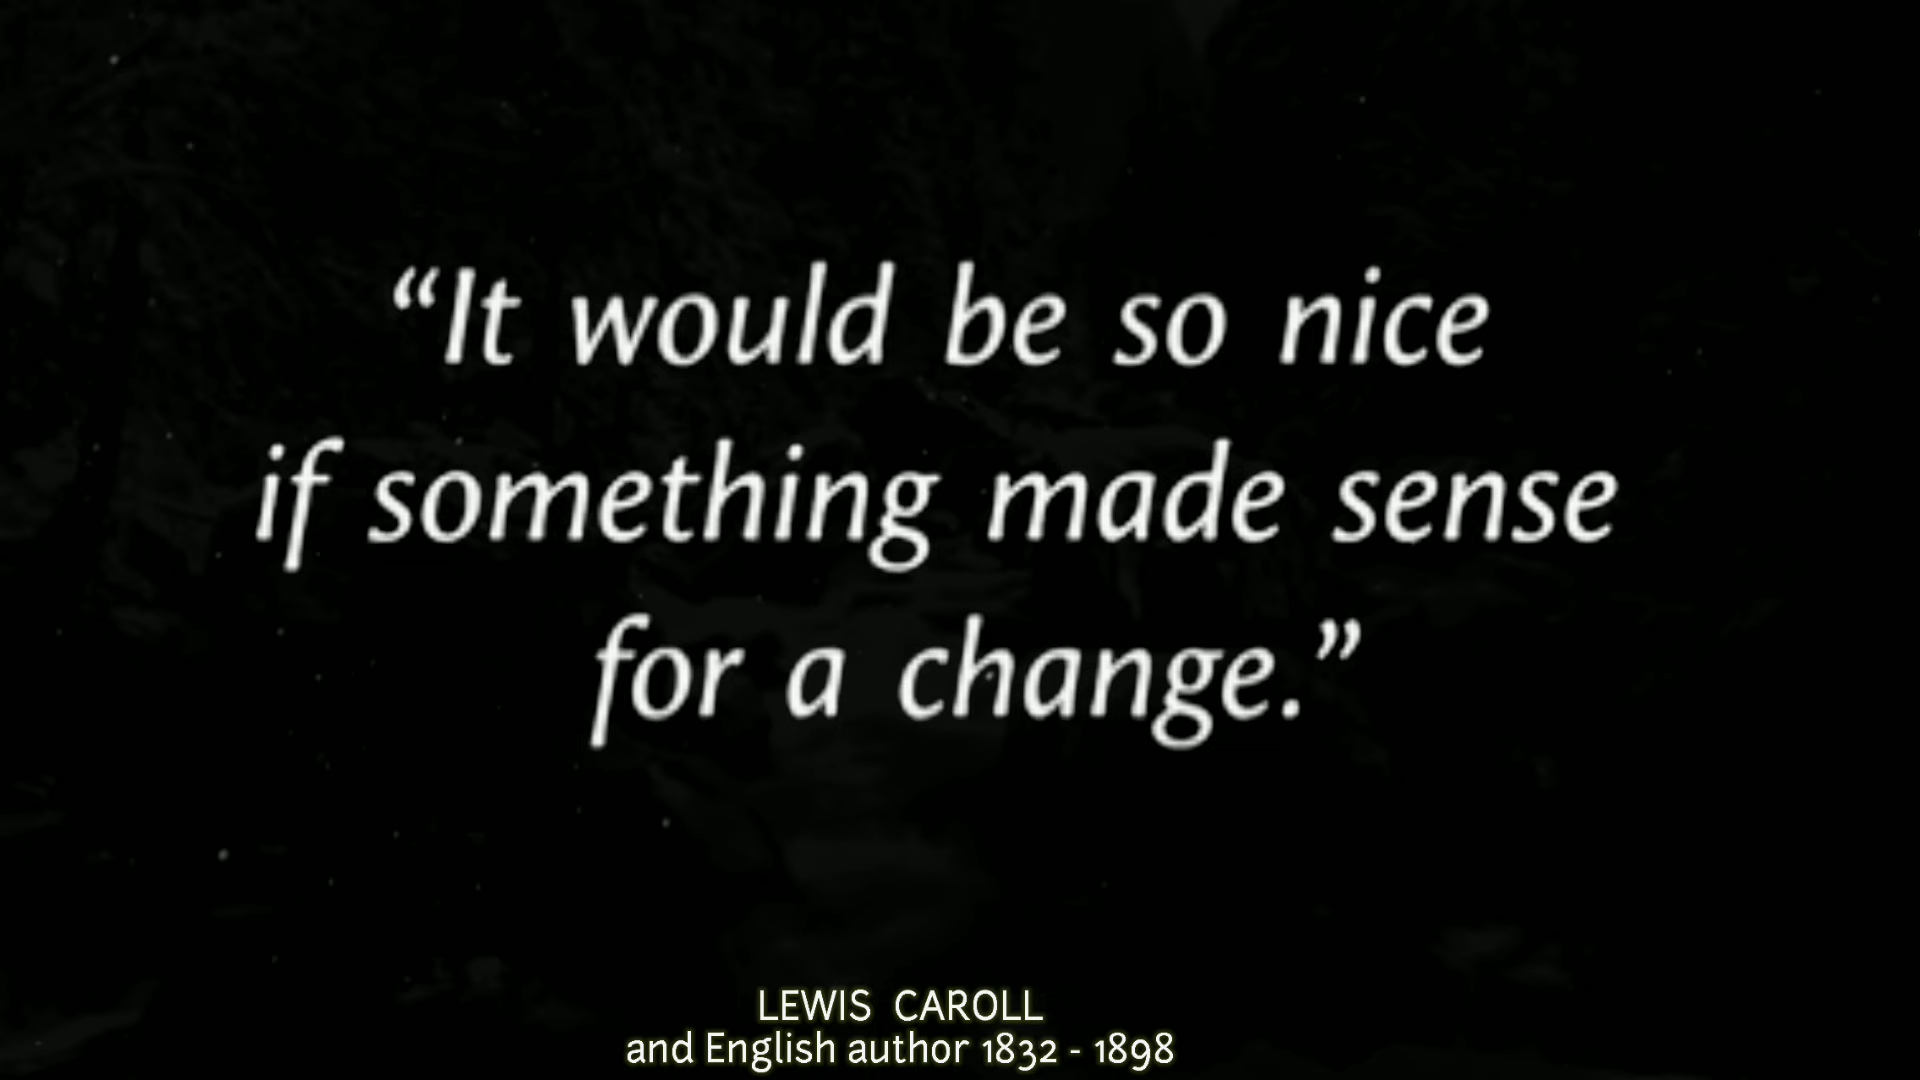 “It would be so nice
if something made sense
for a change.”
LEWIS CAROLL
and English author 1832 - 1898